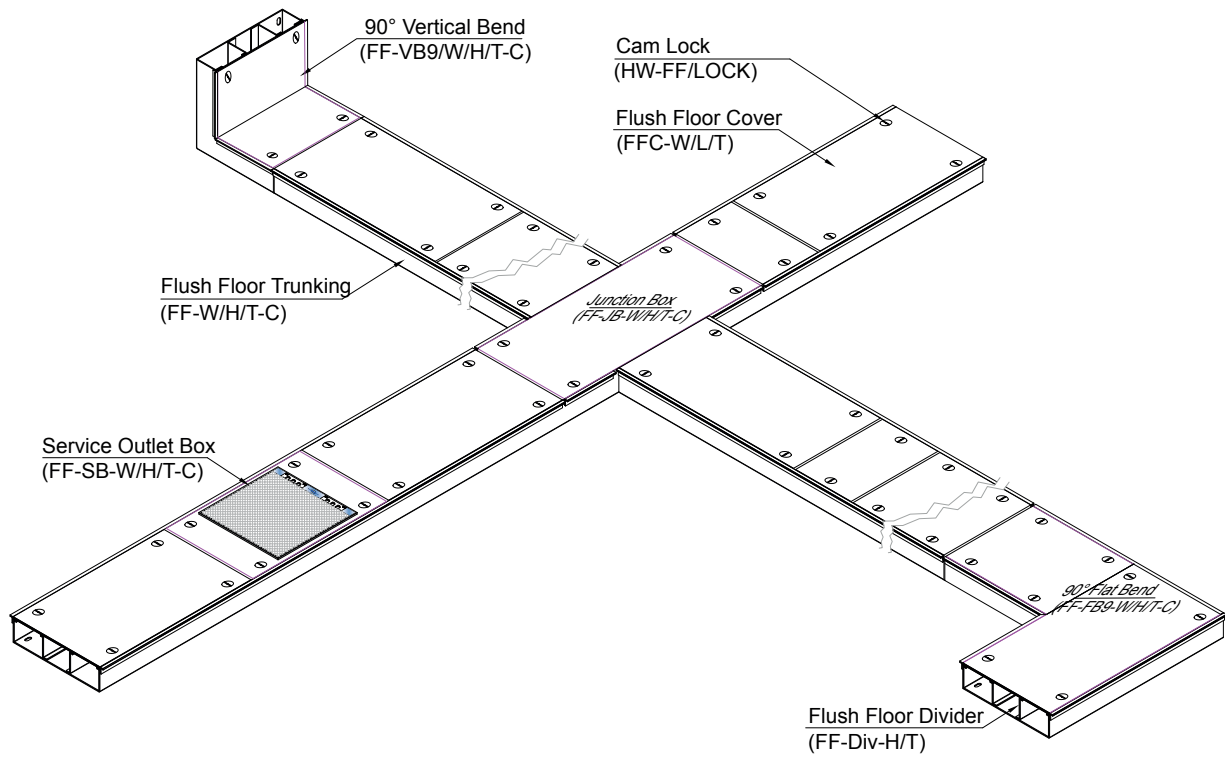 90° Vertical Bend
(FF-VB9/W/H/T-C)
Cam Lock
(HW-FF/LOCK)
Flush Floor Cover
(FFC-W/L/T)
Flush Floor Trunking
(FF-W/H/T-C)
Junction Box
(FF-JB-W/H/T-C)
Service Outlet Box
(FF-SB-W/H/T-C)
90° Flat Bend
(FF-FB9-W/H/T-C)
Flush Floor Divider
(FF-Div-H/T)